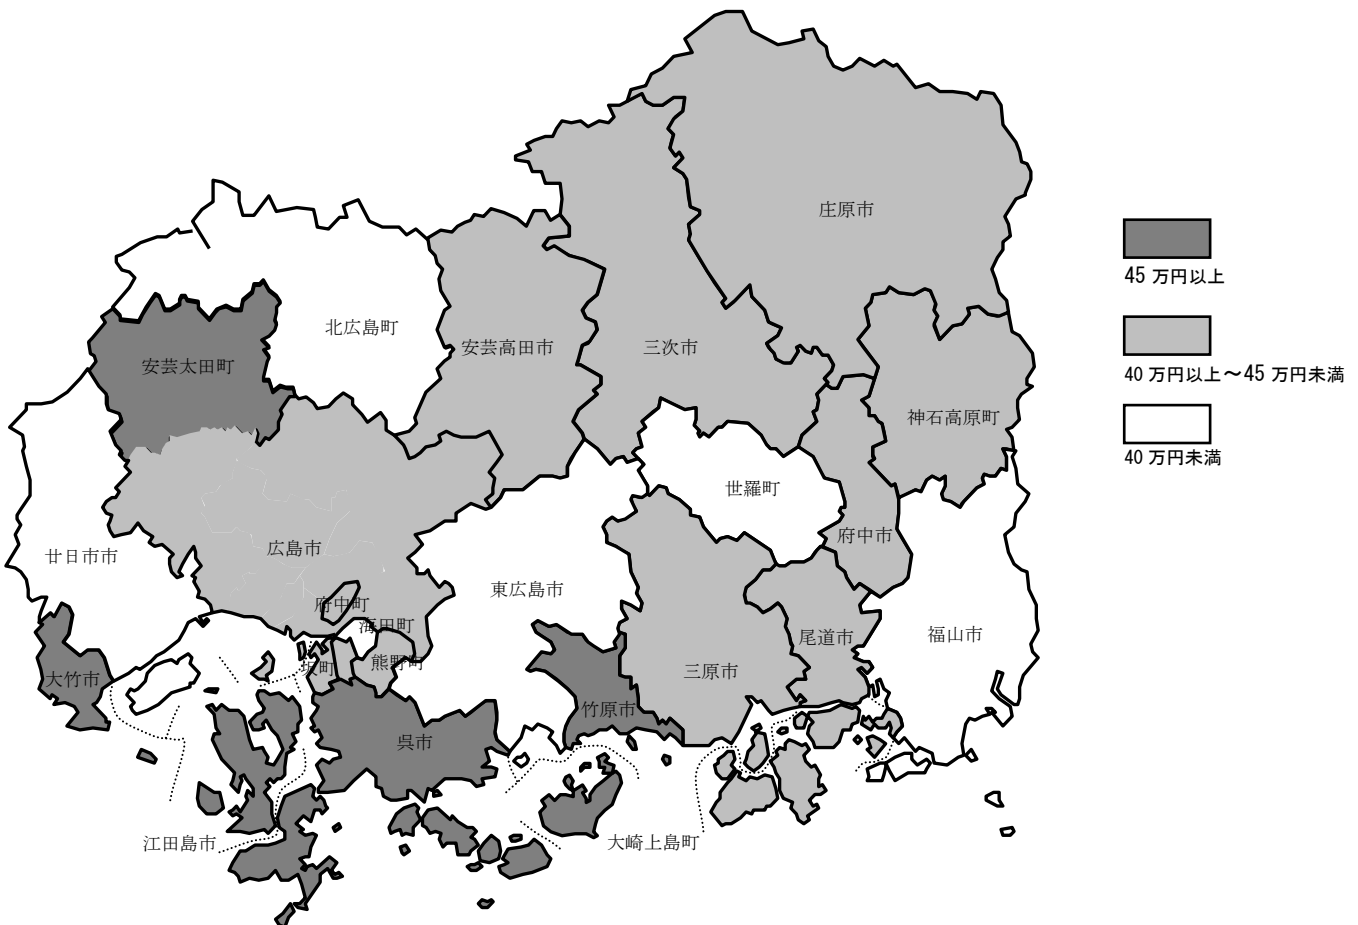 庄原市
45 万円以上
北広島町
安芸高田市
三次市
安芸太田町
40 万円以上～45 万円未満
神石高原町
40 万円未満
世羅町
府中市
広島市
廿日市市
東広島市
府中町
海田町
尾道市
福山市
坂町
熊野町
三原市
大竹市
竹原市
呉市
江田島市
大崎上島町